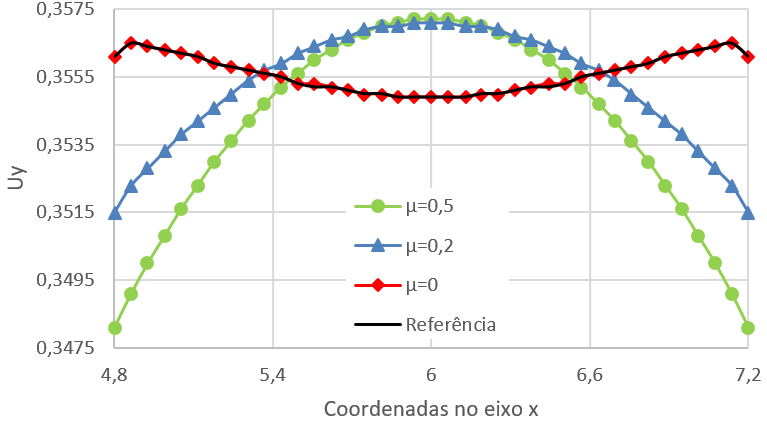 0,3575
0,3555
0,3535
0,3515
0,3495
0,3475
Uy
μ=0,5
μ=0,2
μ=0
Referência
4,8 5,4 6 6,6 7,2
Coordenadas no eixo x